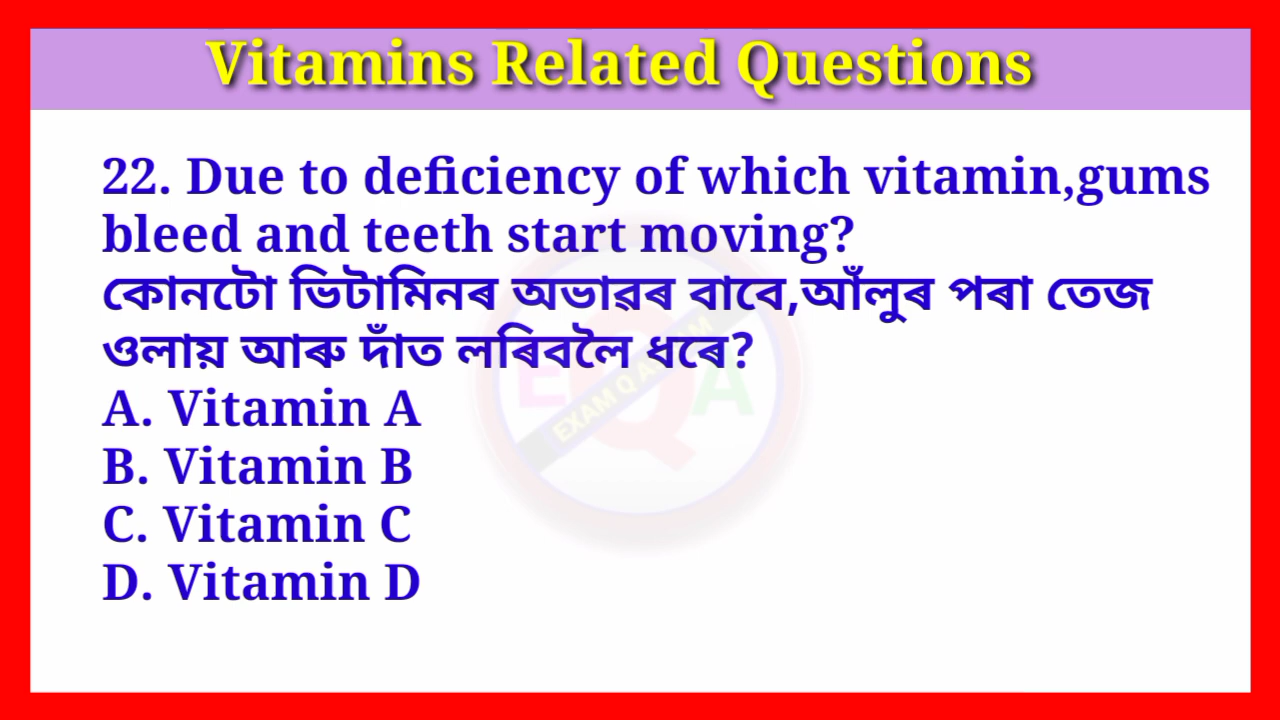 Vitamins Related Questions
22. Due to deficiency of which vitamin,gums
bleed and teeth start moving?
কোনটো ভিটামিনৰ অভাৱৰ বাবে,আঁলুৰ পৰা তেজ
ওলায় আৰু দাঁত লৰিবলৈ ধৰে?
A. Vitamin A
B. Vitamin B
C. Vitamin C
D. Vitamin D